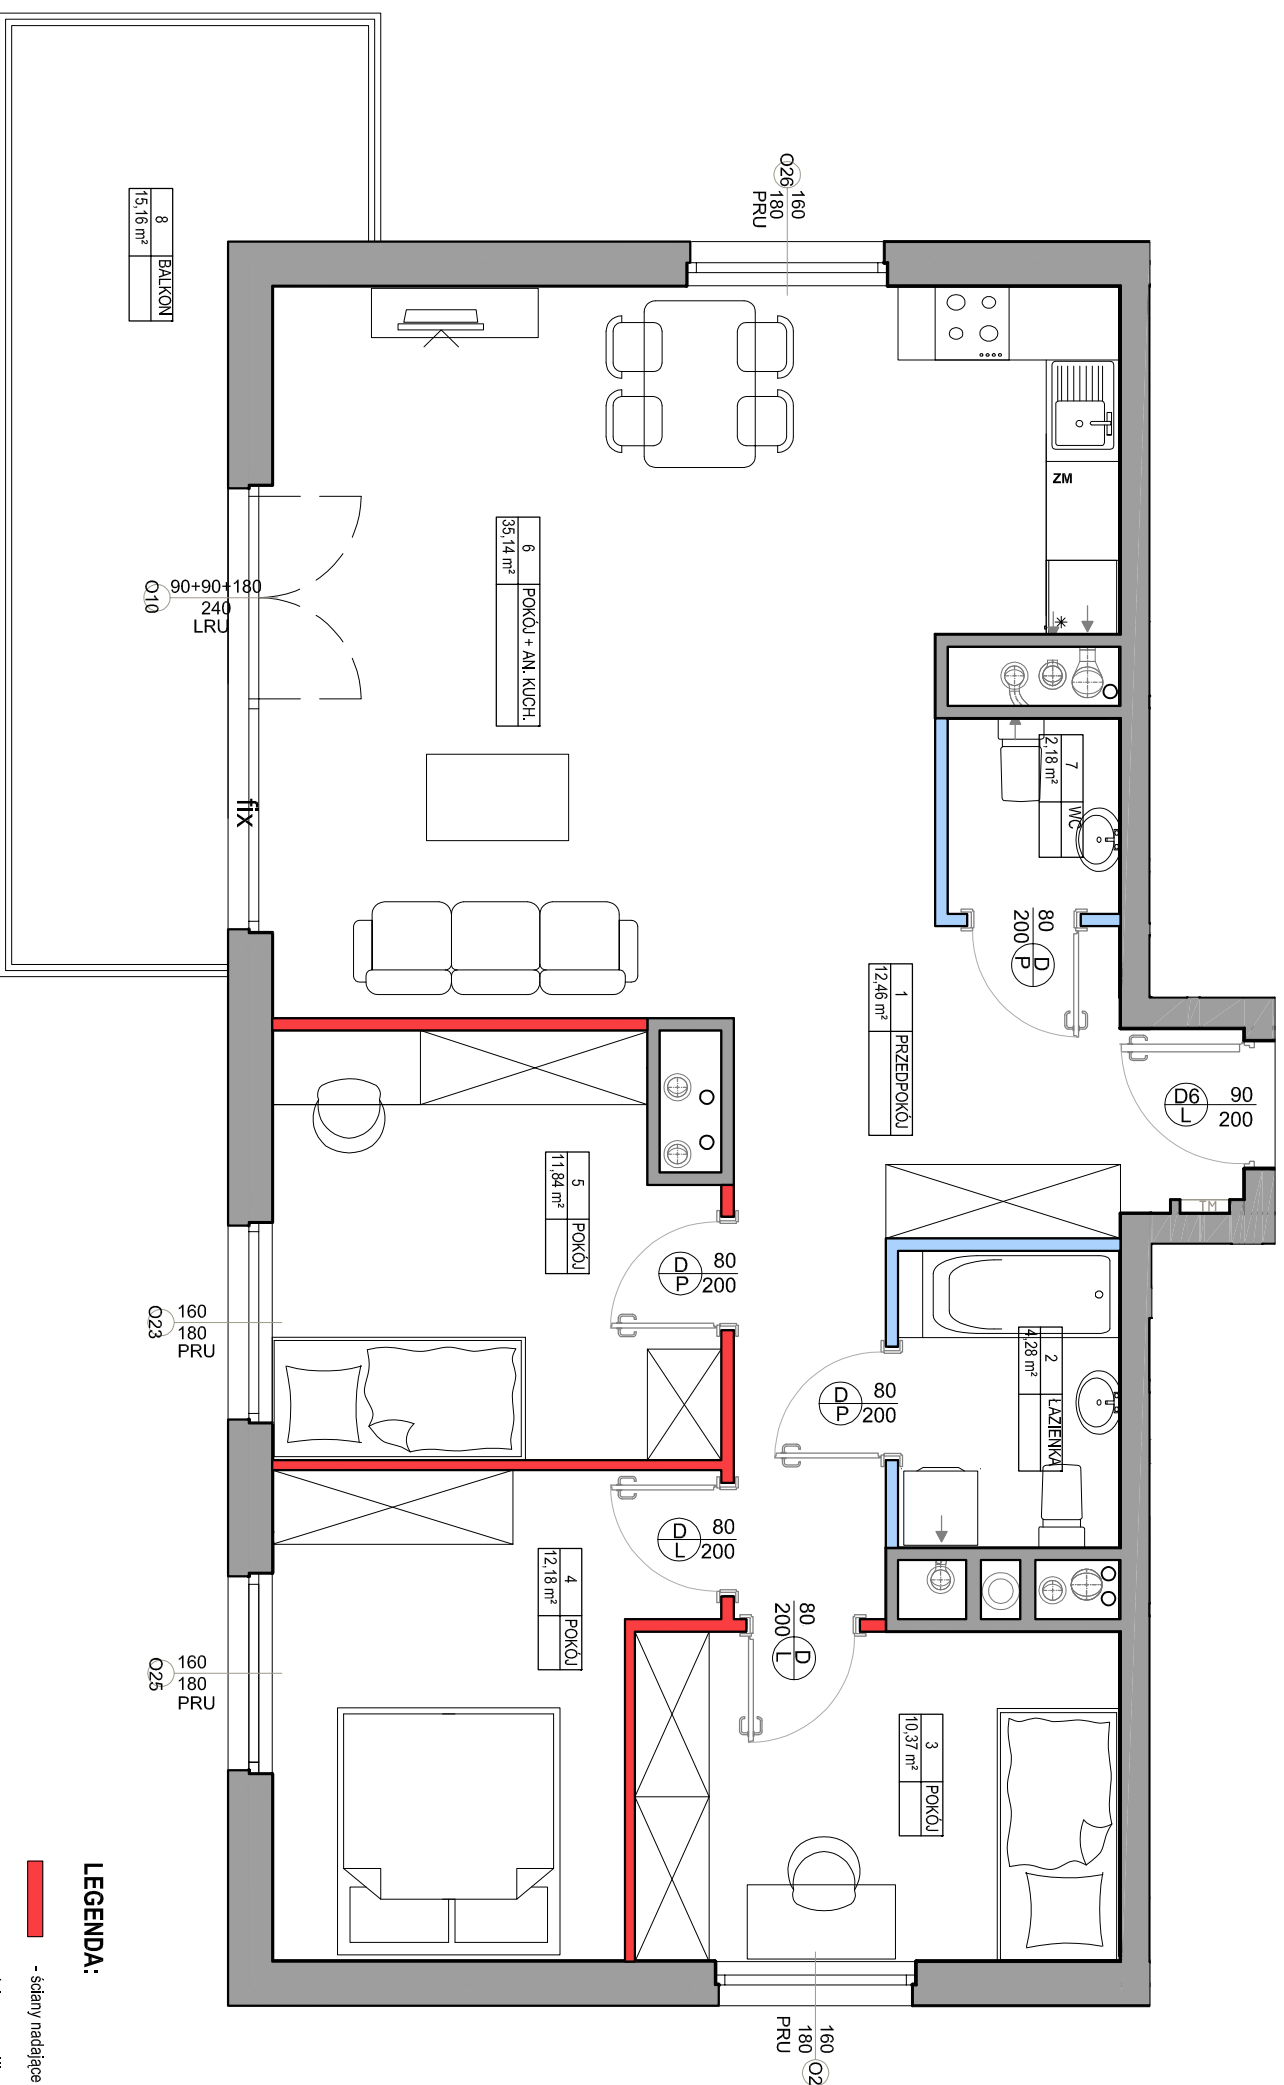 O26
160
180
PRU
8 BALKON
15,16 m²
ZM
6 POKÓJ + AN. KUCH.
35,14 m²
90+90+180
240
LRU
O10
fix
7 WC
2,18 m²
80
200
D
P
1 PRZEDPOKÓJ
12,46 m²
D6
L
90
200
TM
5 POKÓJ
11,84 m²
D
P
80
200
O23
160
180
PRU
2 ŁAZIENKA
4,28 m²
D
P
80
200
D
L
80
200
4 POKÓJ
12,18 m²
O25
160
180
PRU
80
200
D
L
3 POKÓJ
10,37 m²
160
180
PRU
O2
LEGENDA:
- ściany nadające